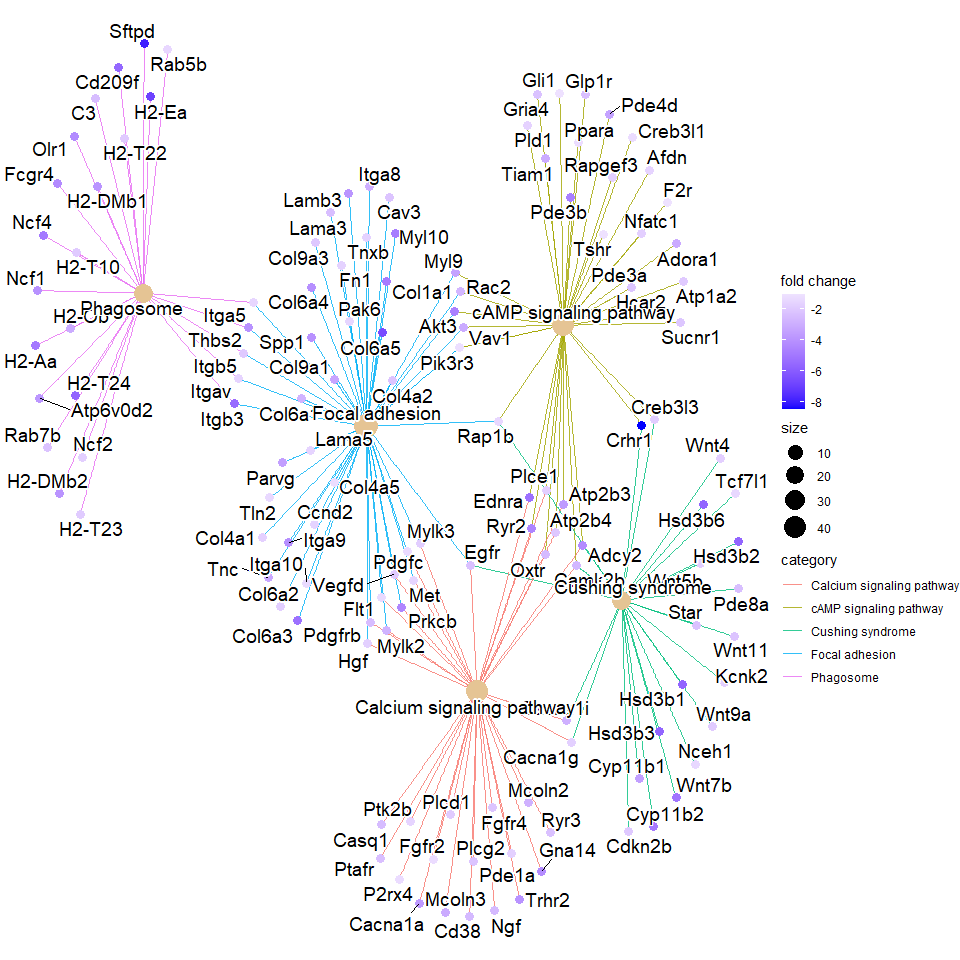 Sftpd
Rab5b
Cd209f
C3
H2-Ea
Olr1
H2-T22
Fcgr4
H2-DMb1
Ncf4
H2-T10
Ncf1
Phagosome
H2-Ob
H2-Aa
H2-T24
Atp6v0d2
Rab7b
Ncf2
H2-DMb2
H2-T23
Itga8
Lamb3
Cav3
Lama3
Myl10
Col9a3
Tnxb
Myl9
Fn1
Col1a1
Rac2
Col6a4
Pak6
Itga5
Akt3
Vav1
Thbs2
Spp1
Col6a5
Pik3r3
Itgb5
Col9a1
Itgav
Col4a2
Itgb3
Col6a
Focal adhesion
Lama5
Rap1b
Parvg
Col4a5
Tln2
Ccnd2
Col4a1
Itga9
Mylk3
Tnc
Itga10
Pdgfc
Egfr
Col6a2
Vegfd
Met
Flt1
Prkcb
Col6a3
Pdgfrb
Mylk2
Hgf
Gli1
Glp1r
Gria4
Pde4d
Pld1
Ppara
Creb3l1
Tiam1
Rapgef3
Afdn
Pde3b
F2r
Nfatc1
Tshr
Adora1
Pde3a
Hcar2
Atp1a2
cAMP signaling pathway
Sucnr1
Creb3l3
Crhr1
Wnt4
Plce1
Tcf7l1
Ednra
Atp2b3
Hsd3b6
Ryr2
Atp2b4
Adcy2
Hsd3b2
Oxtr
Wnt5b
Cushing syndrome
Pde8a
Star
Wnt11
Kcnk2
Hsd3b1
Wnt9a
Hsd3b3
Nceh1
Cyp11b1
Wnt7b
Cyp11b2
Cdkn2b
Calcium signaling pathway
1i
Cacna1g
Mcoln2
Ptk2b
Plcd1
Ryr3
Casq1
Fgfr4
Fgfr2
Plcg2
Gna14
Ptafr
Pde1a
P2rx4
Mcoln3
Trhr2
Cacna1a
Cd38
Ngf
fold change
-2
-4
-6
-8
size
10
20
30
40
category
Calcium signaling pathway
cAMP signaling pathway
Cushing syndrome
Focal adhesion
Phagosome